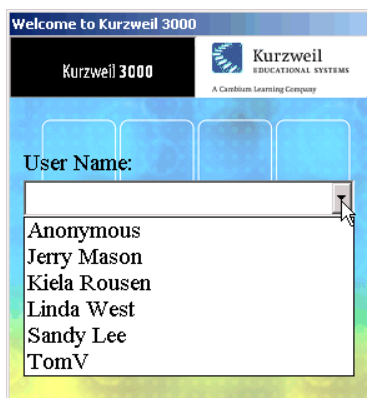 Welcome to Kurzweil 3000
Kurzweil 3000
Kurzweil
EDUCATIONAL SYSTEMS
A Cambium Learning Company
User Name:
Anonymous
Jerry Mason
Kiela Rousen
Linda West
Sandy Lee
TomV